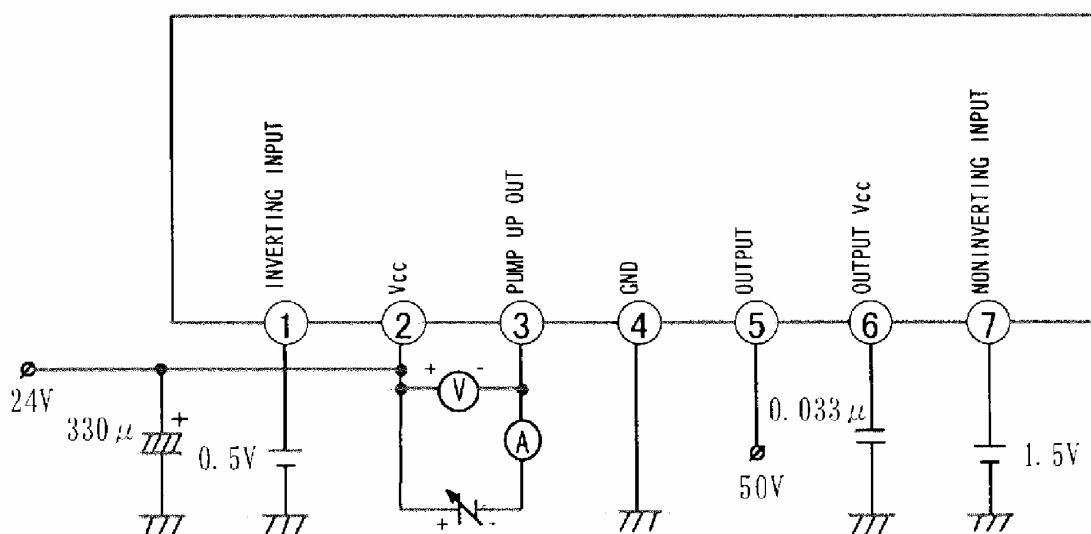 INVERTING INPUT
Vcc
PUMP UP OUT
GND
OUTPUT
OUTPUT Vcc
NONINVERTING INPUT
1
2
3
4
5
6
7
24V
330μ
+
0.5V
+
V
-
A
+
-
50V
0.033μ
1.5V